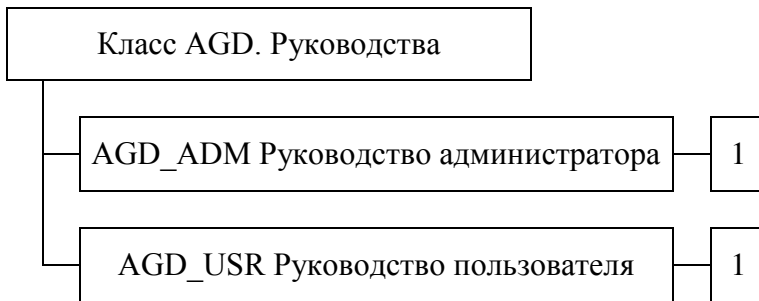 Класс AGD. Руководства
AGD_ADM Руководство администратора 1
AGD_USR Руководство пользователя 1